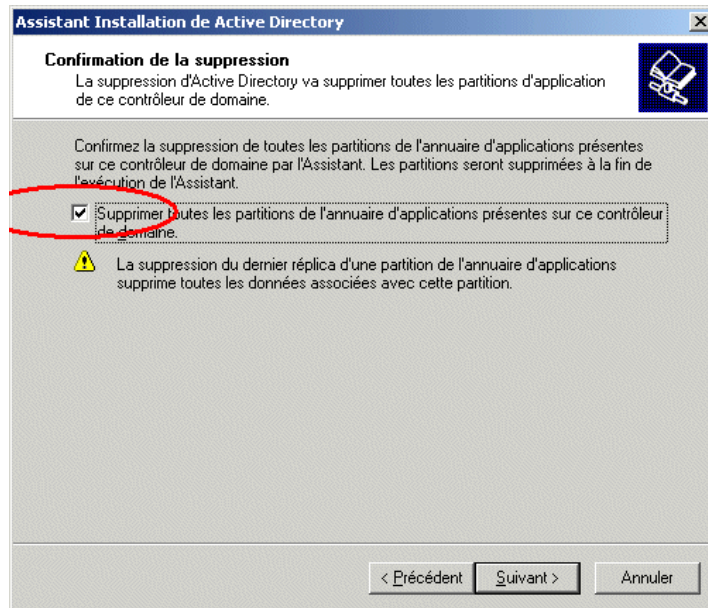 Assistant Installation de Active Directory
Confirmation de la suppression
La suppression d'Active Directory va supprimer toutes les partitions d'application
de ce contrôleur de domaine.
Confirmez la suppression de toutes les partitions de l'annuaire d'applications présentes
sur ce contrôleur de domaine par l'Assistant. Les partitions seront supprimées à la fin de
l'exécution de l'Assistant.
Supprimer toutes les partitions de l'annuaire d'applications présentes sur ce contrôleur
de domaine.
La suppression du dernier réplica d'une partition de l'annuaire d'applications
supprime toutes les données associées avec cette partition.
< Précédent
Suivant >
Annuler